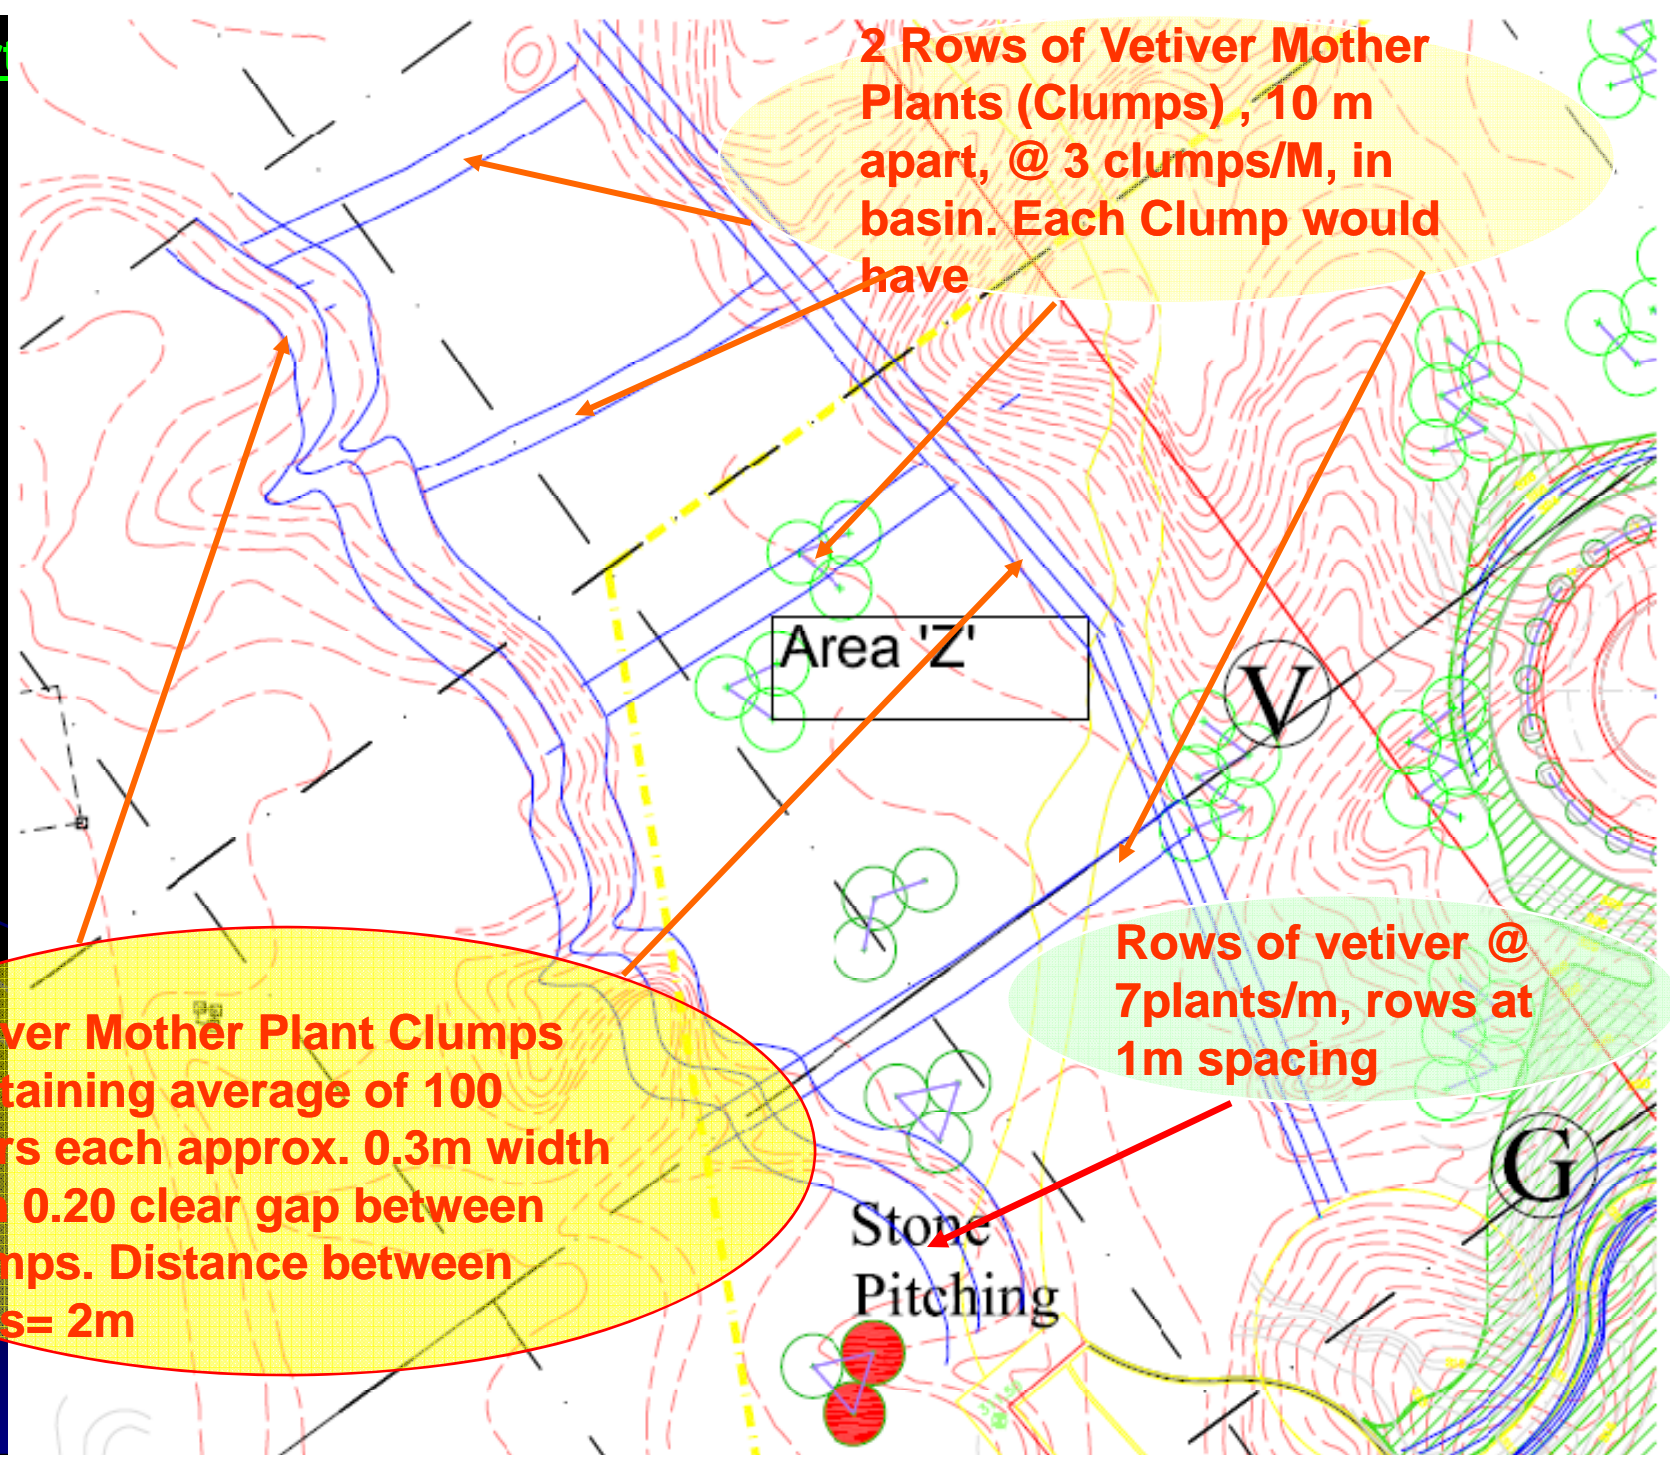 2 Rows of Vetiver Mother
Plants (Clumps) , 10 m
apart, @ 3 clumps/M, in
basin. Each Clump would
have
Area 'Z'
V
Rows of vetiver @
7plants/m, rows at
1m spacing
ver Mother Plant Clumps
taining average of 100
rs each approx. 0.3m width
0.20 clear gap between
mps. Distance between
s= 2m
G
Stone
Pitching